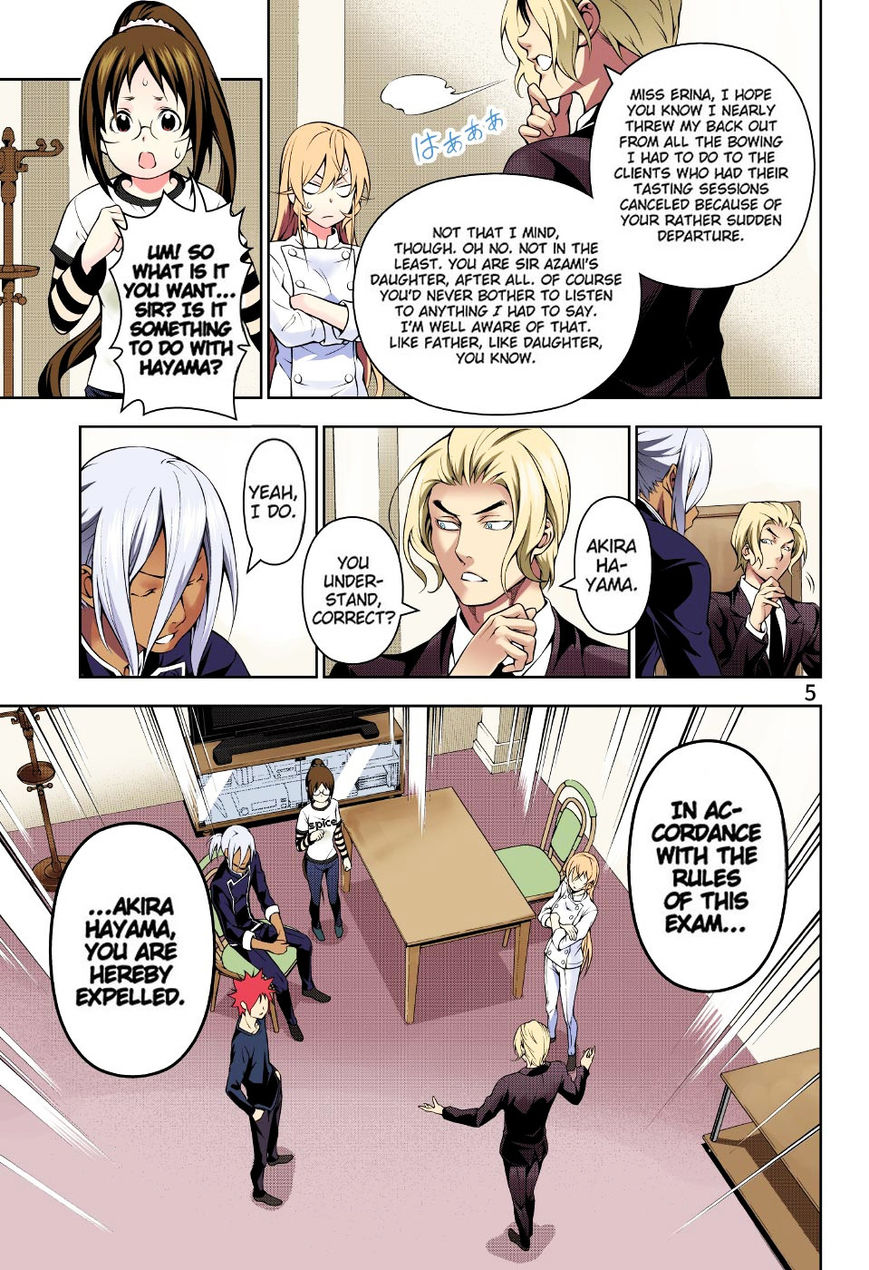 MISS ERINA, I HOPE
YOU KNOW I NEARLY
THREW MY BACK OUT
FROM ALL THE BOWING
I HAD TO DO TO THE
CLIENTS WHO HAD THEIR
TASTING SESSIONS
CANCELED BECAUSE OF
YOUR RATHER SUDDEN
DEPARTURE.
はぁぁぁ
NOT THAT I MIND,
THOUGH. OH NO. NOT IN THE
LEAST. YOU ARE SIR AZAMI'S
DAUGHTER, AFTER ALL. OF COURSE
YOU'D NEVER BOTHER TO LISTEN
TO ANYTHING I HAD TO SAY.
I'M WELL AWARE OF THAT.
LIKE FATHER, LIKE DAUGHTER,
YOU KNOW.
UM! SO
WHAT IS IT
YOU WANT...
SIR? IS IT
SOMETHING
TO DO WITH
HAYAMA?
AKIRA
HA-
YAMA.
YOU
UNDER-
STAND,
CORRECT?
YEAH,
I DO.
5
IN AC-
CORDANCE
WITH THE
RULES
OF THIS
EXAM...
spice
...AKIRA
HAYAMA,
YOU ARE
HEREBY
EXPELLED.